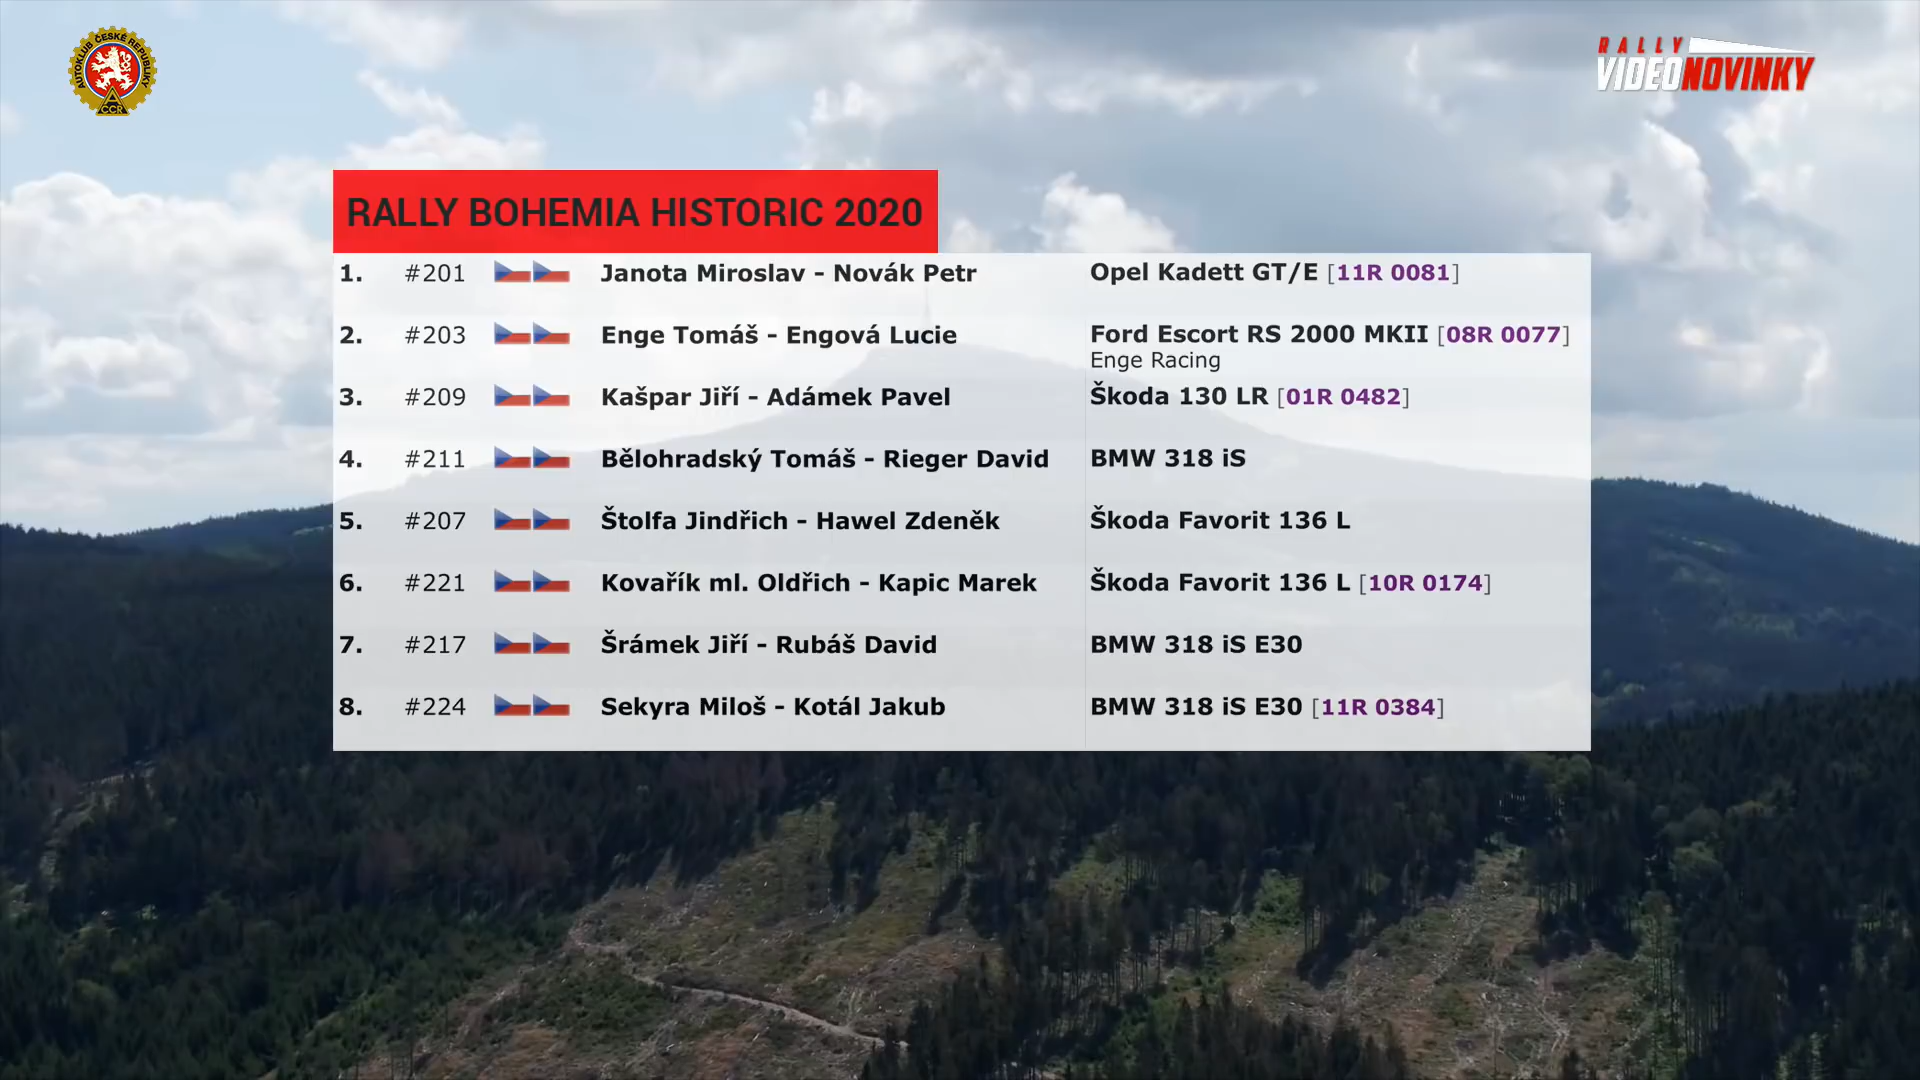 AUTOKLUB ČESKÉ REPUBLIKY
CCR
RALLY
VIDEONOVINKY
RALLY BOHEMIA HISTORIC 2020
1. #201 Janota Miroslav - Novák Petr Opel Kadett GT/E [11R 0081]
2. #203 Enge Tomáš - Engová Lucie Ford Escort RS 2000 MKII [08R 0077]
Enge Racing
3. #209 Kašpar Jiří - Adámek Pavel Škoda 130 LR [01R 0482]
4. #211 Bělohradský Tomáš - Rieger David BMW 318 iS
5. #207 Štolfa Jindřich - Hawel Zdeněk Škoda Favorit 136 L
6. #221 Kovařík ml. Oldřich - Kapic Marek Škoda Favorit 136 L [10R 0174]
7. #217 Šrámek Jiří - Rubáš David BMW 318 iS E30
8. #224 Sekyra Miloš - Kotál Jakub BMW 318 iS E30 [11R 0384]